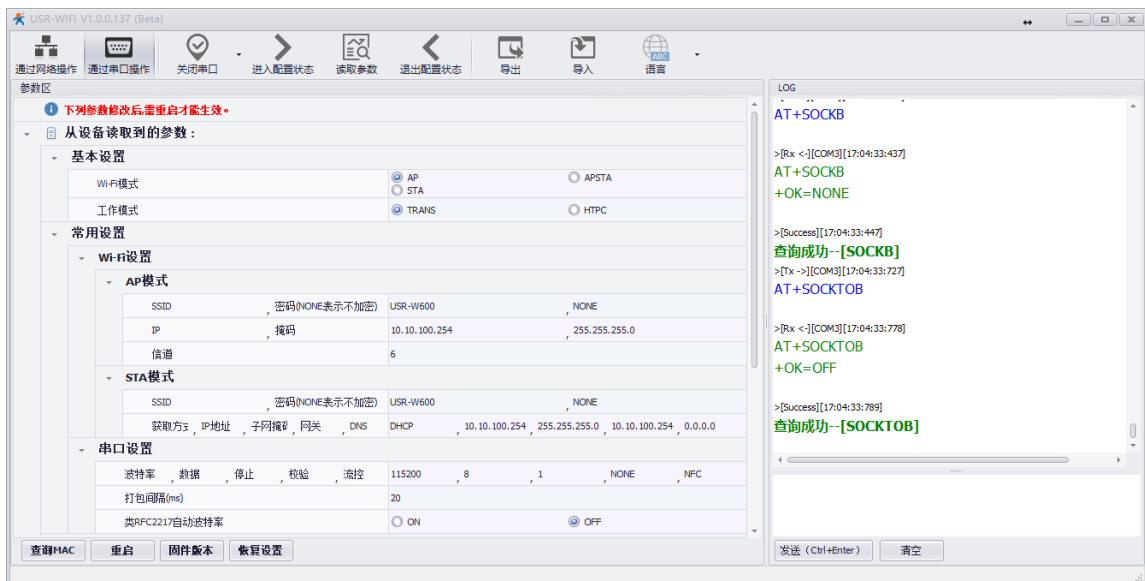 USR-WIFI V1.0.0.137 (Beta)
通过网络操作 通过串口操作 关闭串口 进入配置状态 读取参数 退出配置状态 导出 导入 语言
ABC
参数区
下列参数修改后,需重启才能生效。
从设备读取到的参数:
基本设置
Wi-Fi模式 AP APSTA
STA
工作模式 TRANS HTPC
常用设置
Wi-Fi设置
AP模式
SSID , 密码(NONE表示不加密) USR-W600 , NONE
IP , 掩码 10.10.100.254 , 255.255.255.0
信道 6
STA模式
SSID , 密码(NONE表示不加密) USR-W600 , NONE
获取方式 , IP地址 , 子网掩码 , 网关 , DNS DHCP , 10.10.100.254 , 255.255.255.0 , 10.10.100.254 , 0.0.0.0
串口设置
波特率 , 数据 , 停止 , 校验 , 流控 115200 , 8 , 1 , NONE , NFC
打包间隔(ms) 20
类RFC2217自动波特率 ON OFF
查询MAC 重启 固件版本 恢复设置
LOG
AT+SOCKB
>[Rx <-][COM3][17:04:33:437]
AT+SOCKB
+OK=NONE
>[Success][17:04:33:447]
查询成功--[SOCKB]
>[Tx ->][COM3][17:04:33:727]
AT+SOCKTOB
>[Rx <-][COM3][17:04:33:778]
AT+SOCKTOB
+OK=OFF
>[Success][17:04:33:789]
查询成功--[SOCKTOB]
发送(Ctrl+Enter) 清空